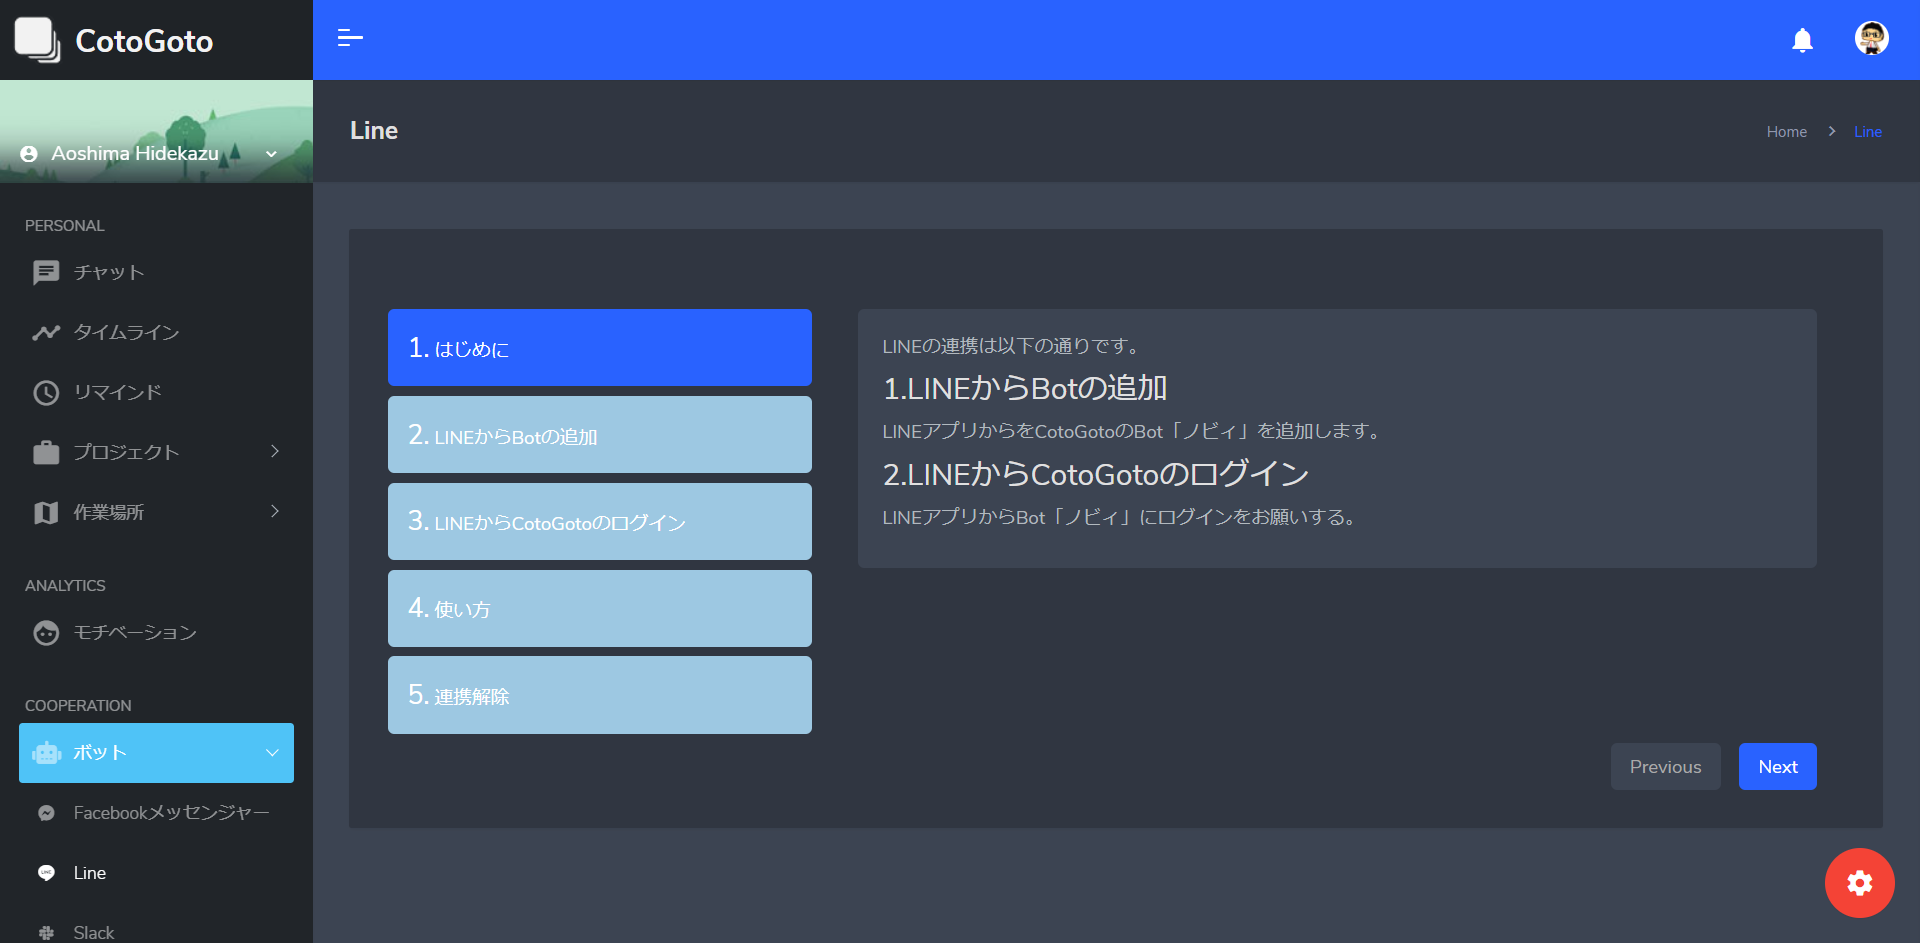 CotoGoto
Aoshima Hidekazu
PERSONAL
チャット
タイムライン
リマインド
プロジェクト
作業場所
ANALYTICS
モチベーション
COOPERATION
ボット
Facebookメッセンジャー
Line
Slack
Line
Home
Line
1. はじめに
2. LINEからBotの追加
3. LINEからCotoGotoのログイン
4. 使い方
5. 連携解除
LINEの連携は以下の通りです。
1.LINEからBotの追加
LINEアプリからをCotoGotoのBot「ノビィ」を追加します。
2.LINEからCotoGotoのログイン
LINEアプリからBot「ノビィ」にログインをお願いする。
Previous
Next